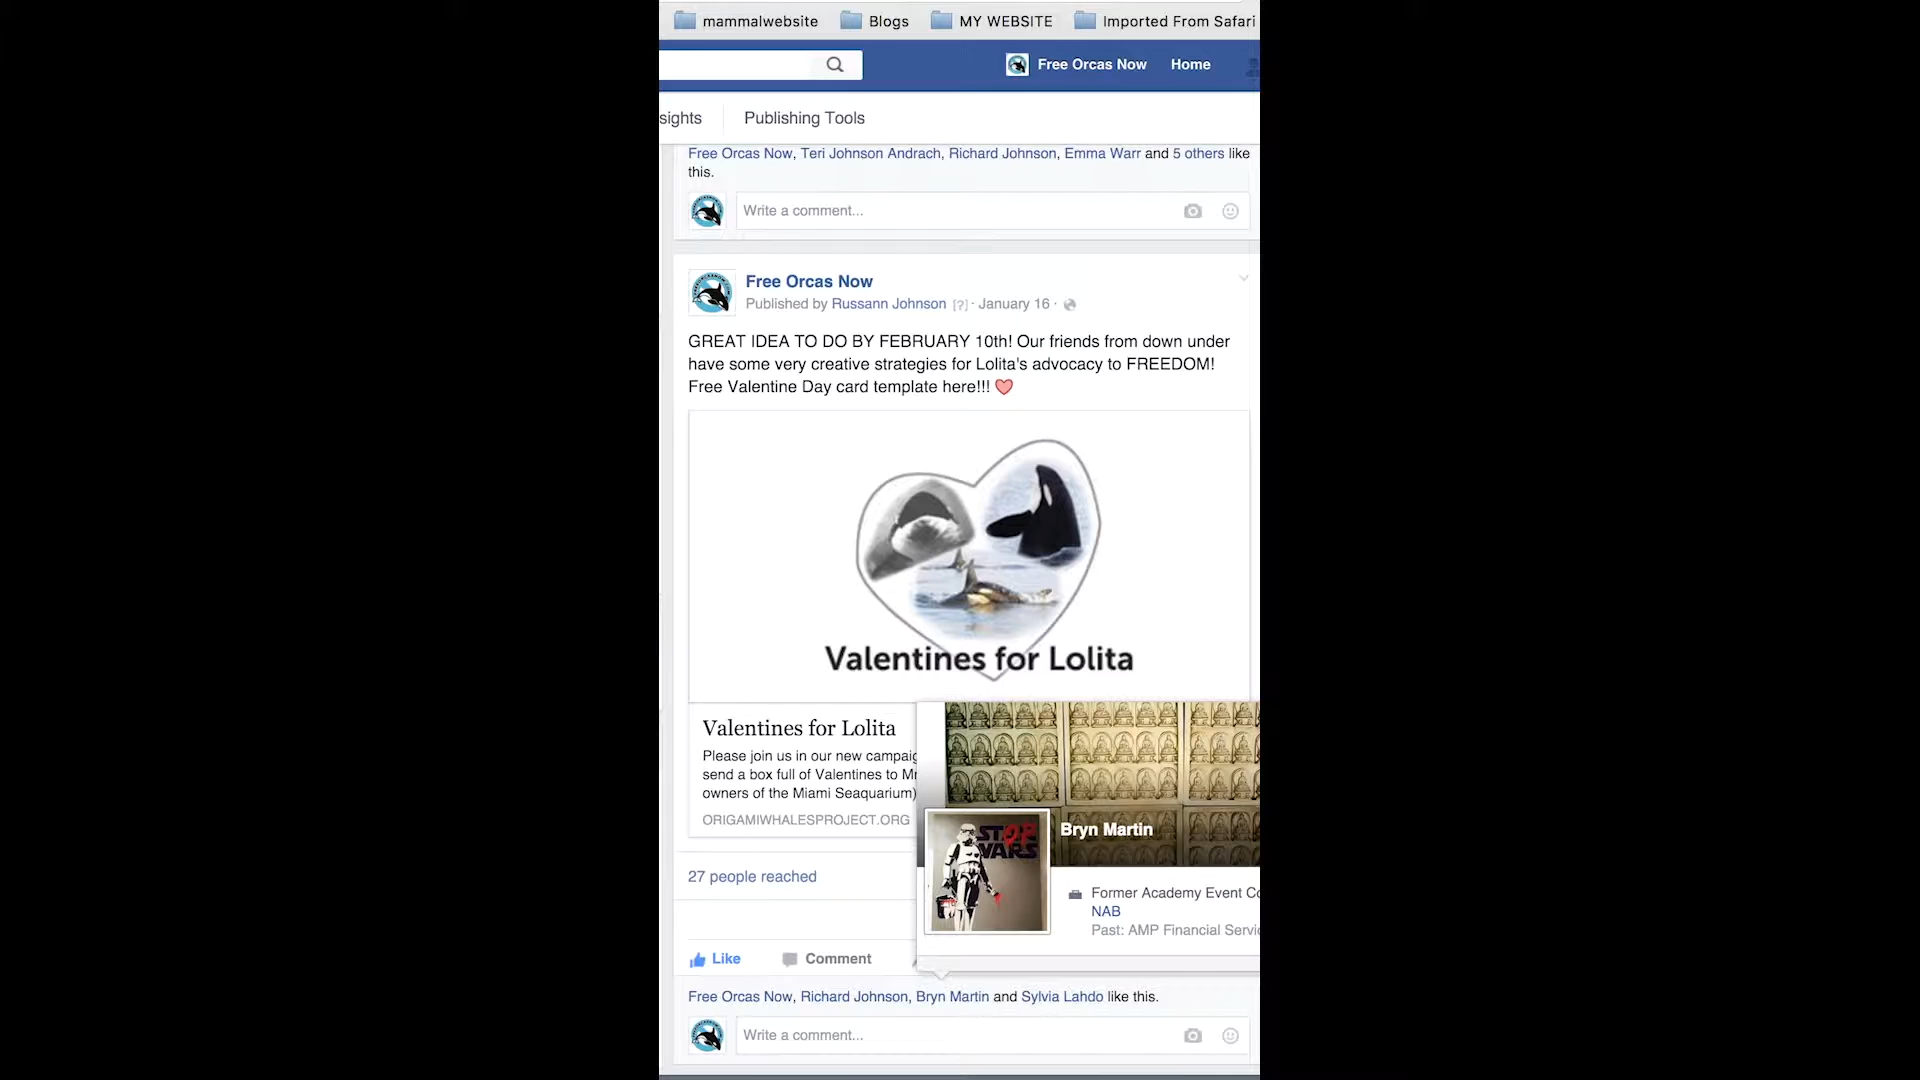 mammalwebsite Blogs MY WEBSITE Imported From Safari
Free Orcas Now Home
sights Publishing Tools
Free Orcas Now, Teri Johnson Andrach, Richard Johnson, Emma Warr and 5 others like
this.
Write a comment...
Free Orcas Now
Published by Russann Johnson [?] · January 16 ·
GREAT IDEA TO DO BY FEBRUARY 10th! Our friends from down under
have some very creative strategies for Lolita's advocacy to FREEDOM!
Free Valentine Day card template here!!! ❤
Valentines for Lolita
Valentines for Lolita
Please join us in our new campaig
send a box full of Valentines to Mr
owners of the Miami Seaquarium)
ORIGAMIWHALESPROJECT.ORG
STOP
WARS
Bryn Martin
Former Academy Event Co
NAB
Past: AMP Financial Servic
27 people reached
Like Comment
Free Orcas Now, Richard Johnson, Bryn Martin and Sylvia Lahdo like this.
Write a comment...